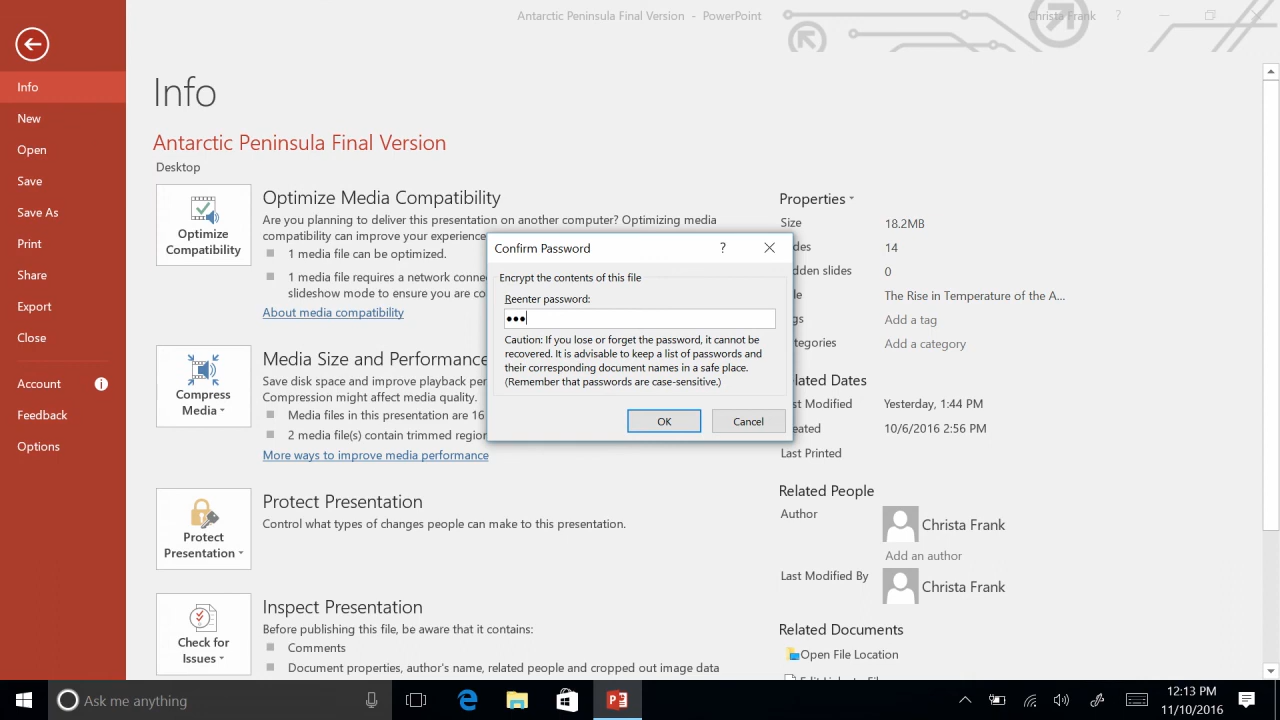 Antarctic Peninsula Final Version - PowerPoint
Christa Frank ?
Info
New
Open
Save
Save As
Print
Share
Export
Close
Account
Feedback
Options
Info
Antarctic Peninsula Final Version
Desktop
Optimize
Compatibility
Optimize Media Compatibility
Are you planning to deliver this presentation on another computer? Optimizing media
compatibility can improve your experience
1 media file can be optimized.
1 media file requires a network conne
slideshow mode to ensure you are co
About media compatibility
Compress
Media
Media Size and Performance
Save disk space and improve playback per
Compression might affect media quality.
Media files in this presentation are 16
2 media file(s) contain trimmed region
More ways to improve media performance
Protect
Presentation
Protect Presentation
Control what types of changes people can make to this presentation.
Check for
Issues
Inspect Presentation
Before publishing this file, be aware that it contains:
Comments
Document properties, author's name, related people and cropped out image data
Confirm Password ?
Encrypt the contents of this file
Reenter password:
●●●
Caution: If you lose or forget the password, it cannot be
recovered. It is advisable to keep a list of passwords and
their corresponding document names in a safe place.
(Remember that passwords are case-sensitive.)
OK Cancel
Properties
Size 18.2MB
des 14
dden slides 0
le The Rise in Temperature of the A...
gs Add a tag
tegories Add a category
elated Dates
st Modified Yesterday, 1:44 PM
eated 10/6/2016 2:56 PM
Last Printed
Related People
Author Christa Frank
Add an author
Last Modified By Christa Frank
Related Documents
Open File Location
Ask me anything
12:13 PM
11/10/2016